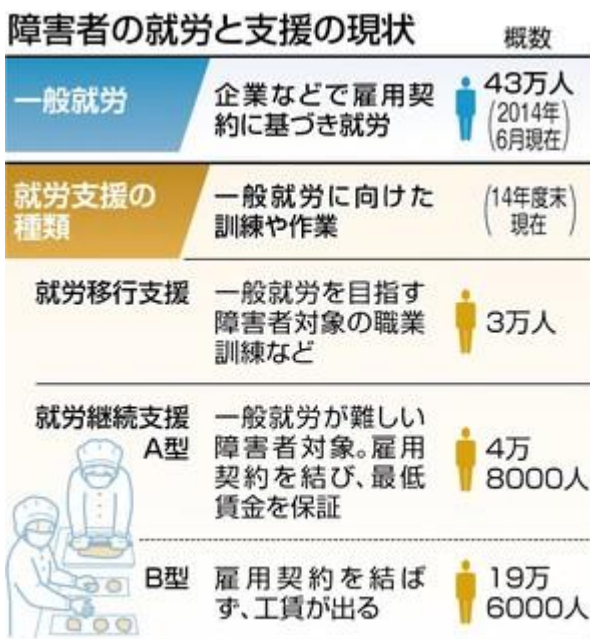 障害者の就労と支援の現状
概数
一般就労
企業などで雇用契
約に基づき就労
43万人
(2014年
6月現在)
就労支援の
種類
一般就労に向けた
訓練や作業
(14年度末
現在)
就労移行支援
一般就労を目指す
障害者対象の職業
訓練など
3万人
就労継続支援
A型
一般就労が難しい
障害者対象。雇用
契約を結び、最低
賃金を保証
4万
8000人
B型
雇用契約を結ば
ず、工賃が出る
19万
6000人